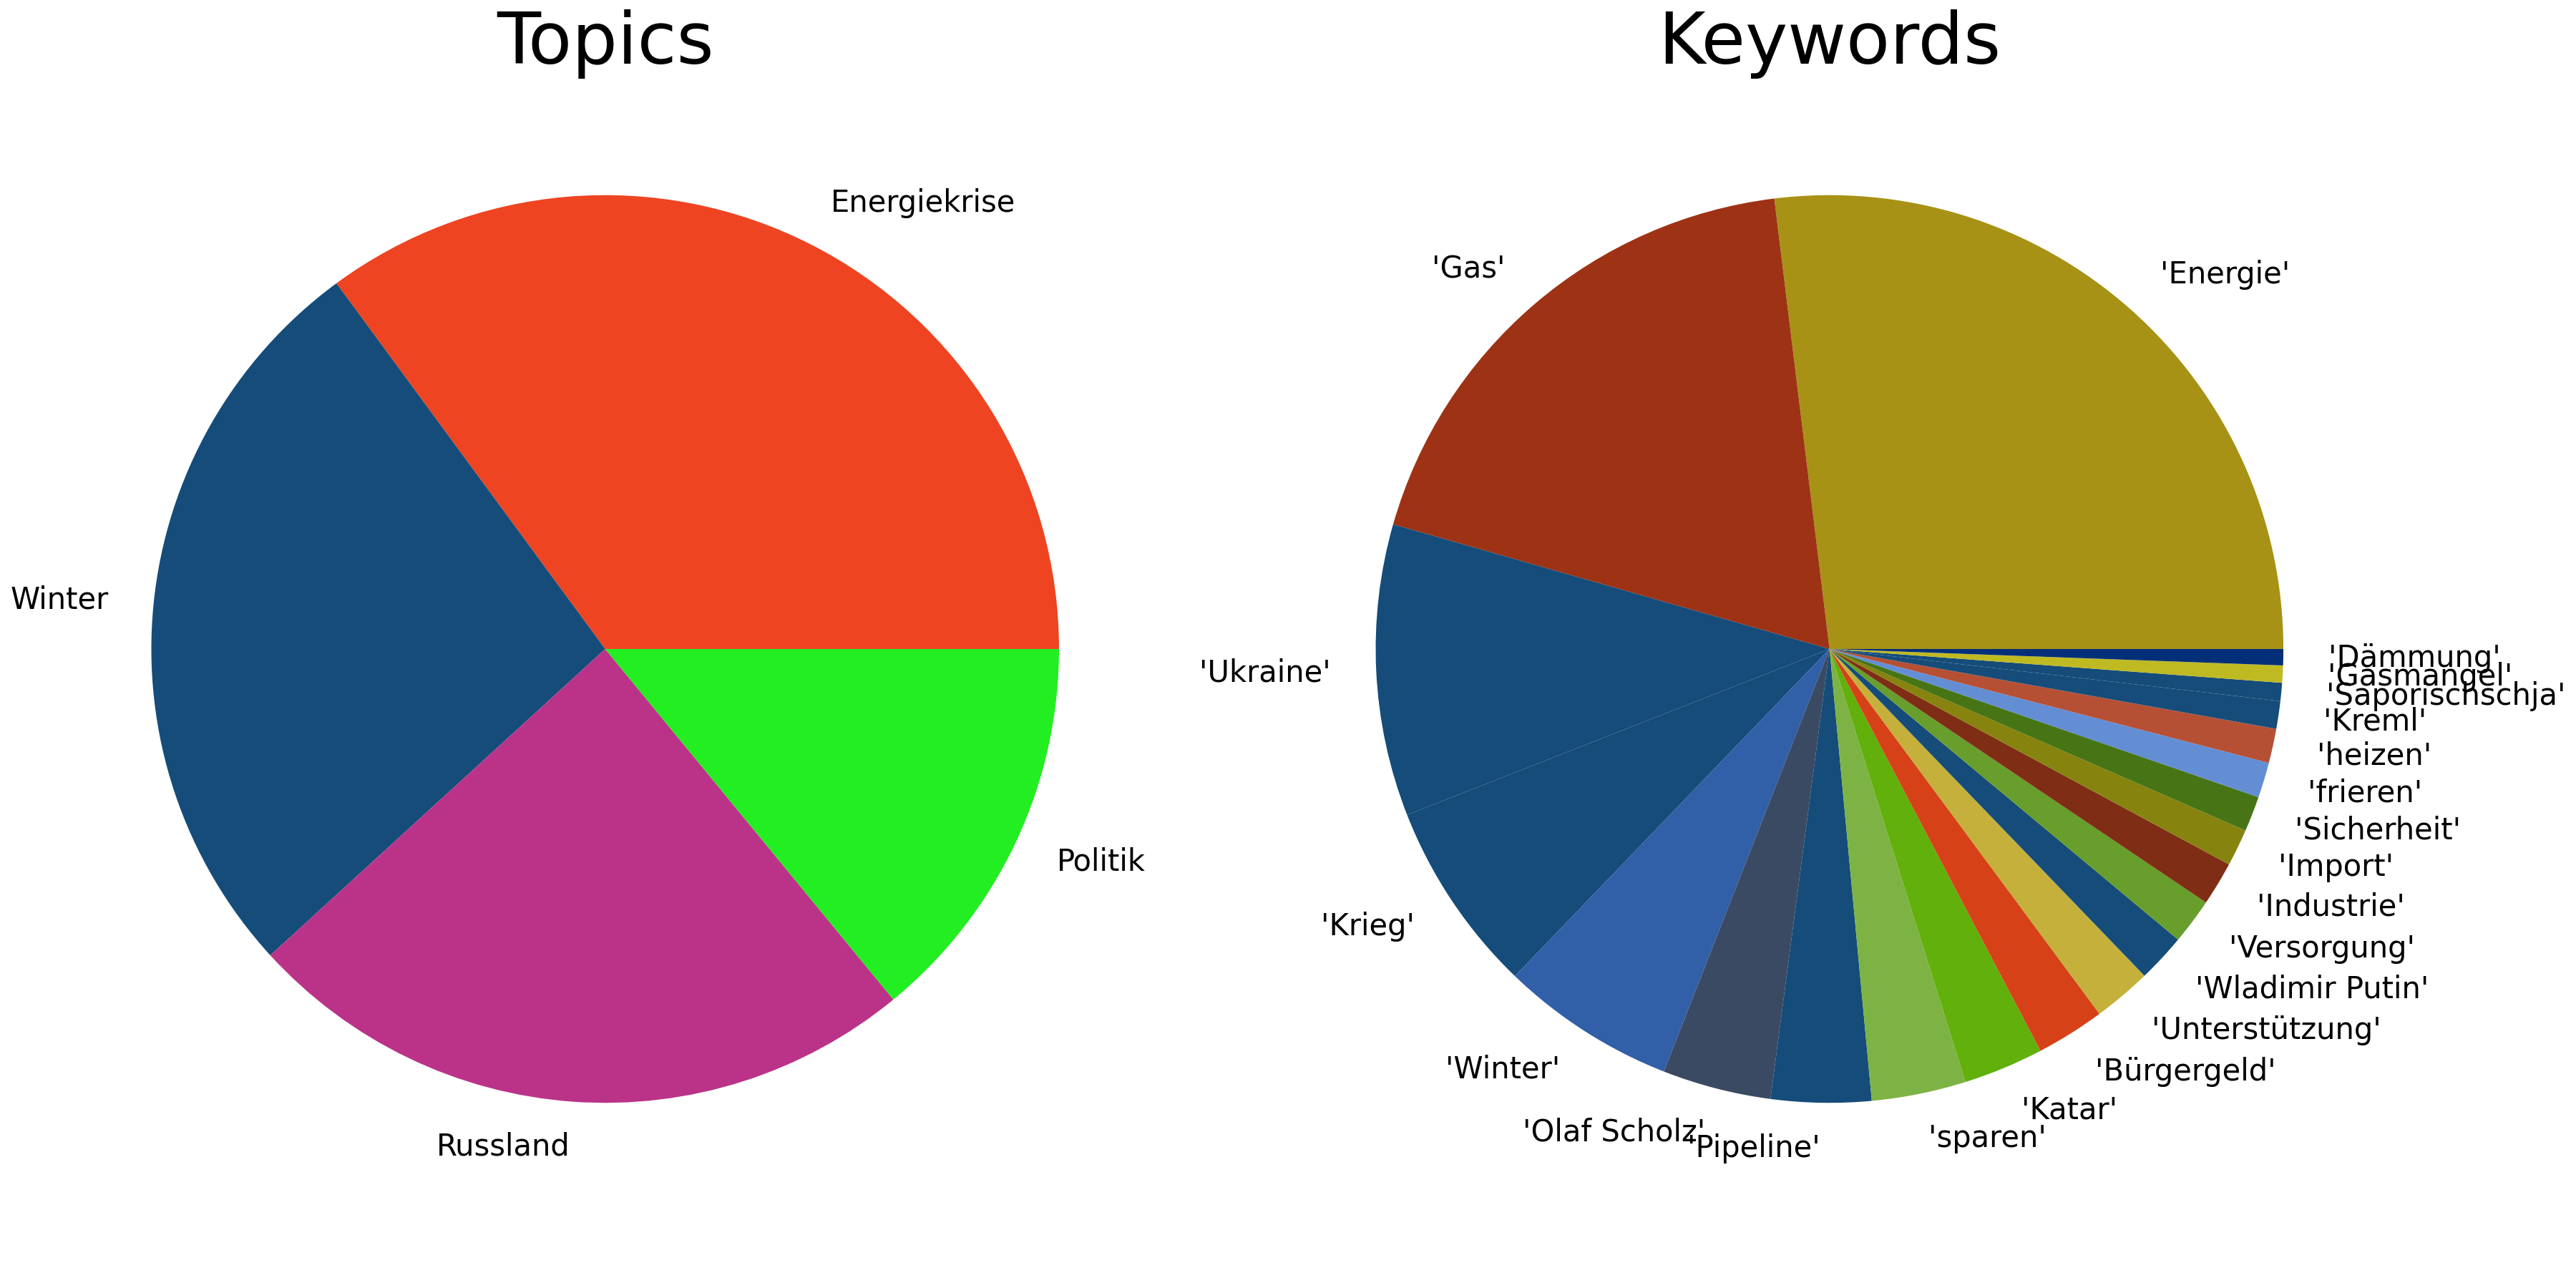 Topics
Energiekrise
Winter
Russland
Politik
Keywords
'Energie'
'Gas'
'Ukraine'
'Krieg'
'Winter'
'Olaf Scholz'
'Pipeline'
'sparen'
'Katar'
'Bürgergeld'
'Unterstützung'
'Wladimir Putin'
'Versorgung'
'Industrie'
'Import'
'Sicherheit'
'frieren'
'heizen'
'Kreml'
'Saporischschja'
'Gasmangel'
'Dämmung'